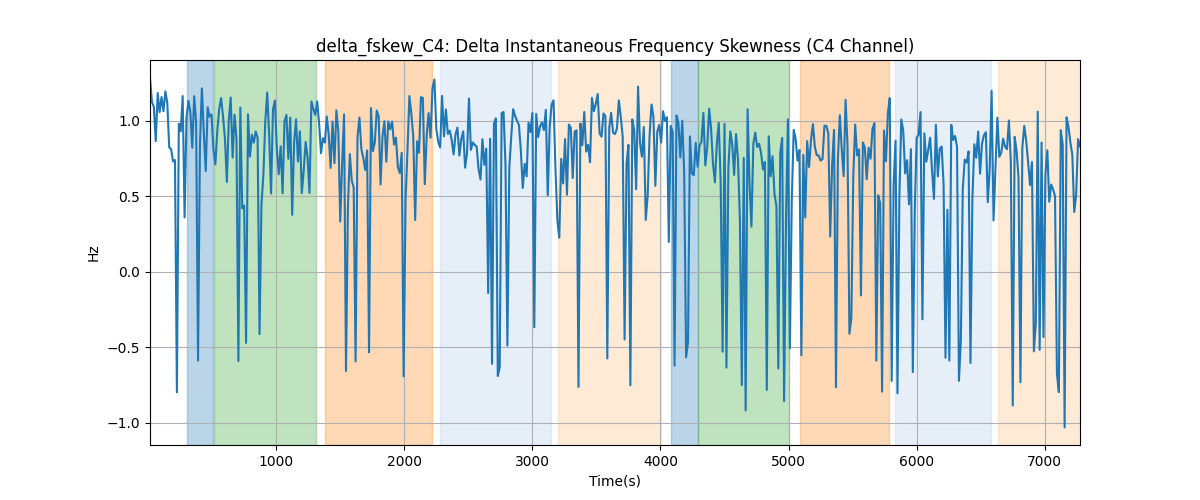 delta_fskew_C4: Delta Instantaneous Frequency Skewness (C4 Channel)
1.0
0.5
0.0
−0.5
−1.0
Hz
1000 2000 3000 4000 5000 6000 7000
Time(s)